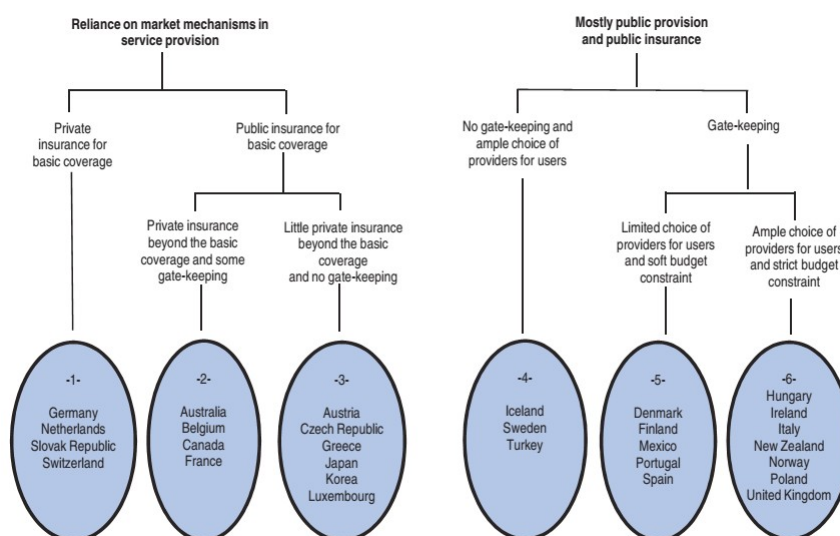 Reliance on market mechanisms in
service provision
Mostly public provision
and public insurance
Private
insurance for
basic coverage
Public insurance for
basic coverage
No gate-keeping and
ample choice of
providers for users
Gate-keeping
Private insurance
beyond the basic
coverage and some
gate-keeping
Little private insurance
beyond the basic
coverage
and no gate-keeping
Limited choice of
providers for users
and soft budget
constraint
Ample choice of
providers for users
and strict budget
constraint
-1-
Germany
Netherlands
Slovak Republic
Switzerland
-2-
Australia
Belgium
Canada
France
-3-
Austria
Czech Republic
Greece
Japan
Korea
Luxembourg
-4-
Iceland
Sweden
Turkey
-5-
Denmark
Finland
Mexico
Portugal
Spain
-6-
Hungary
Ireland
Italy
New Zealand
Norway
Poland
United Kingdom